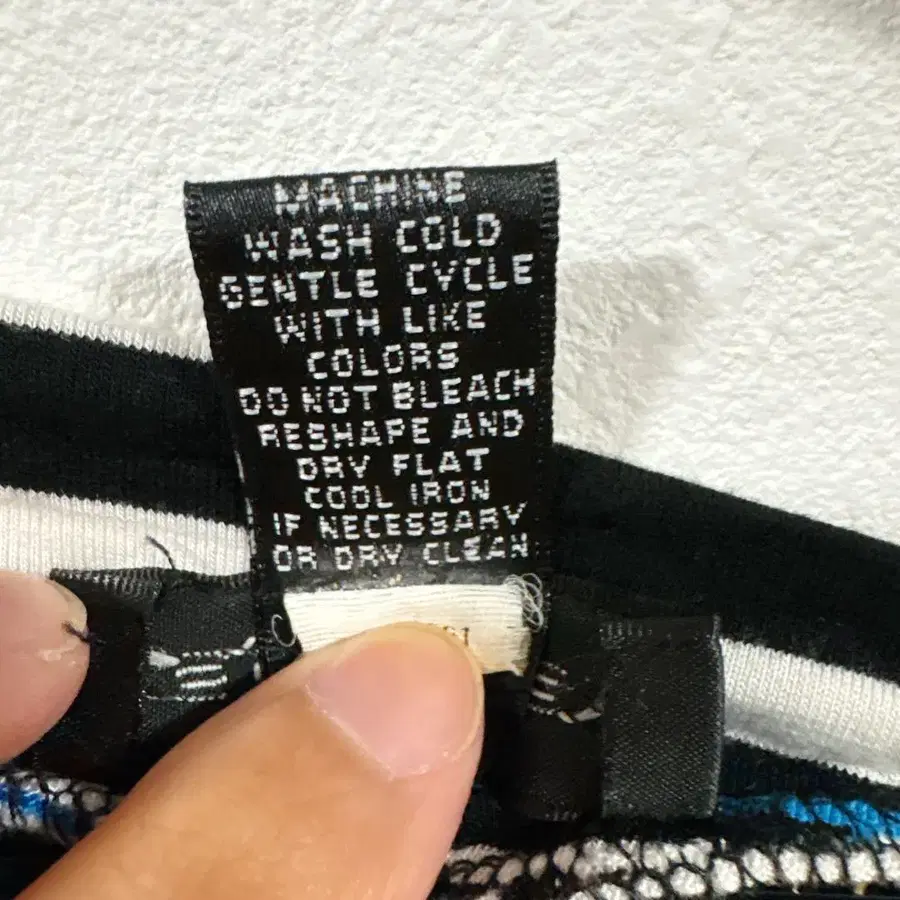 MACHINE
WASH COLD
GENTLE CYCLE
WITH LIKE
COLORS
DO NOT BLEACH
RESHAPE AND
DRY FLAT
COOL IRON
IF NECESSARY
OR DRY CLEAN